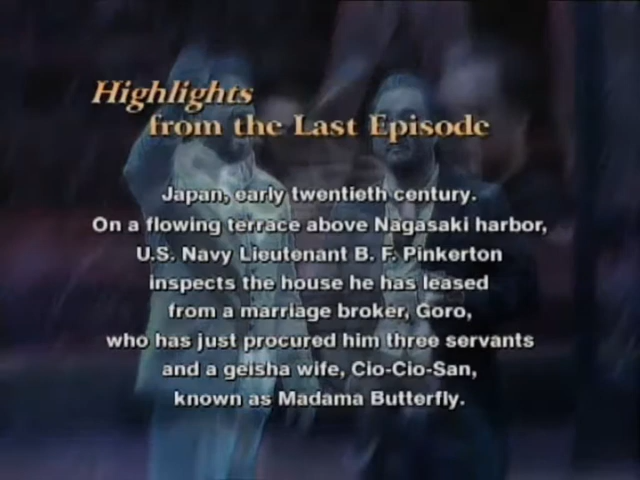 Highlights
from the Last Episode
Japan, early twentieth century.
On a flowing terrace above Nagasaki harbor,
U.S. Navy Lieutenant B. F. Pinkerton
inspects the house he has leased
from a marriage broker, Goro,
who has just procured him three servants
and a geisha wife, Cio-Cio-San,
known as Madama Butterfly.